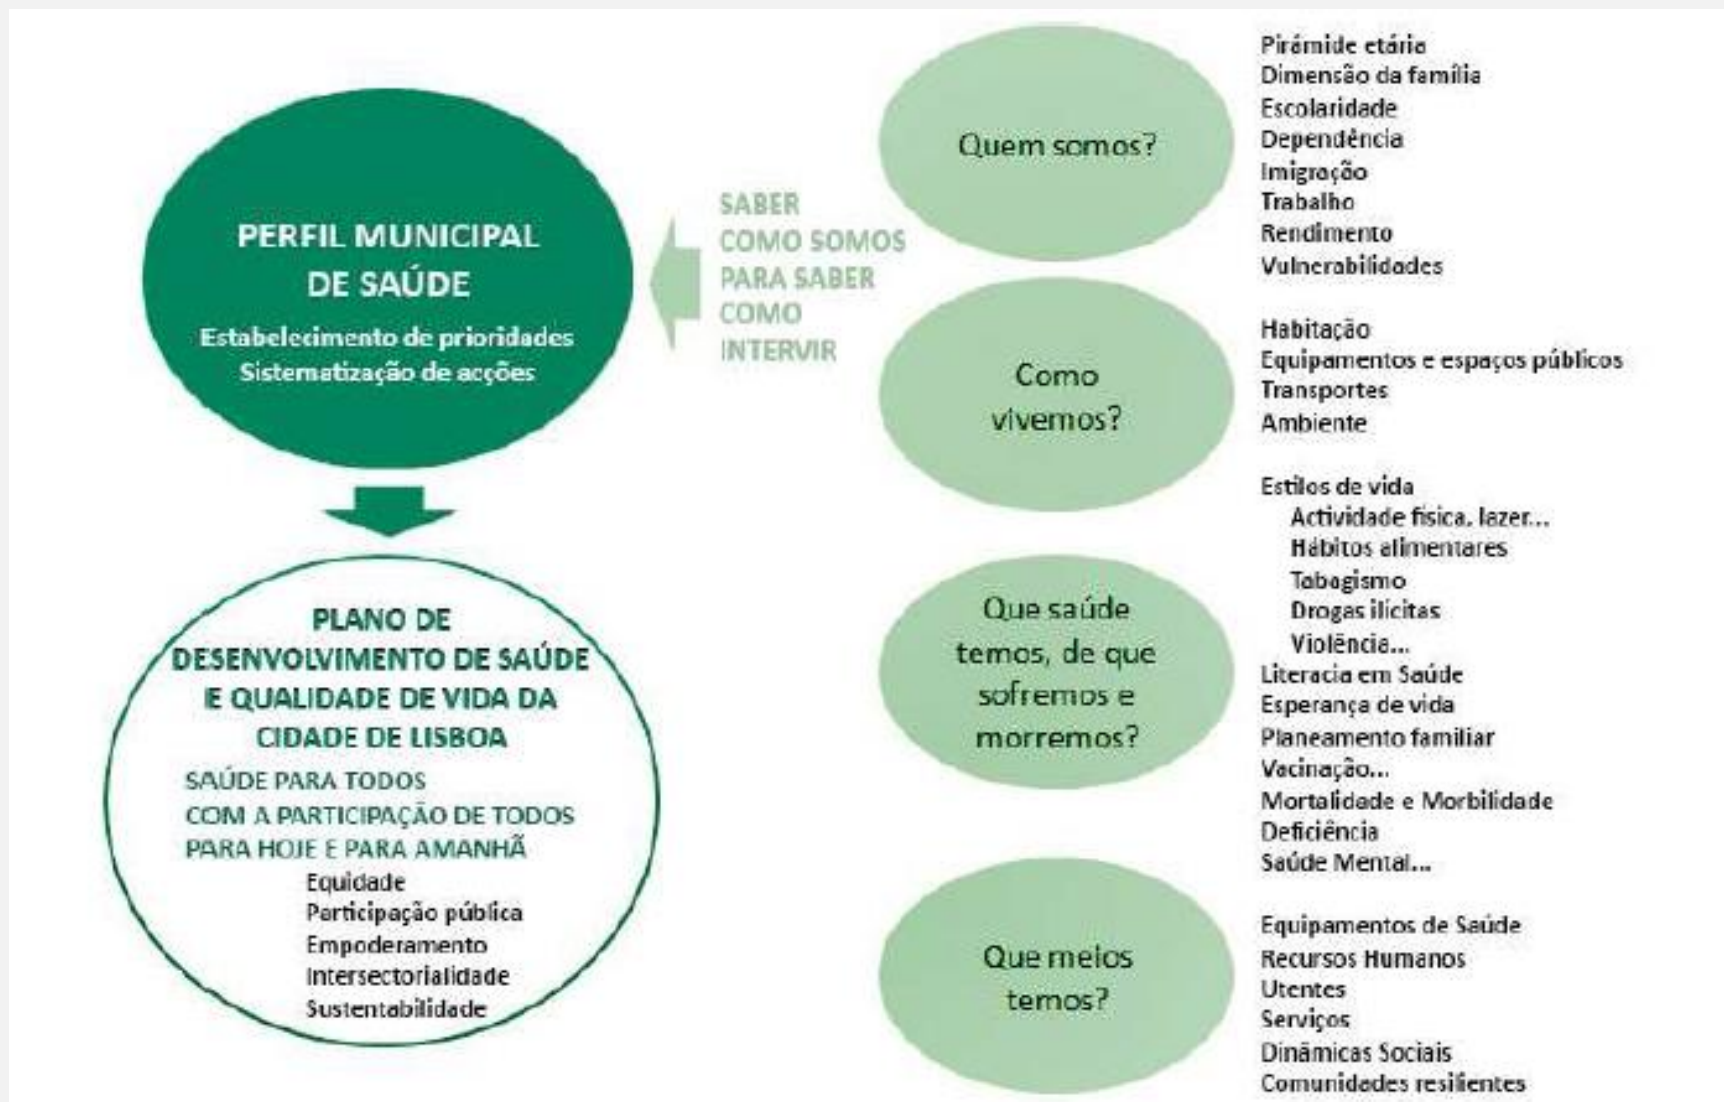 PERFIL MUNICIPAL
DE SAÚDE
Estabelecimento de prioridades
Sistematização de acções
SABER
COMO SOMOS
PARA SABER
COMO
INTERVIR
PLANO DE
DESENVOLVIMENTO DE SAÚDE
E QUALIDADE DE VIDA DA
CIDADE DE LISBOA
SAÚDE PARA TODOS
COM A PARTICIPAÇÃO DE TODOS
PARA HOJE E PARA AMANHÃ
Equidade
Participação pública
Empoderamento
Intersectorialidade
Sustentabilidade
Quem somos?
Pirámide etária
Dimensão da família
Escolaridade
Dependência
Imigração
Trabalho
Rendimento
Vulnerabilidades
Como
vivemos?
Habitação
Equipamentos e espaços públicos
Transportes
Ambiente
Que saúde
temos, de que
sofremos e
morremos?
Estilos de vida
Actividade física, lazer...
Hábitos alimentares
Tabagismo
Drogas ilícitas
Violência...
Literacia em Saúde
Esperança de vida
Planeamento familiar
Vacinação...
Mortalidade e Morbilidade
Deficiência
Saúde Mental...
Que meios
temos?
Equipamentos de Saúde
Recursos Humanos
Utentes
Serviços
Dinâmicas Sociais
Comunidades resilientes